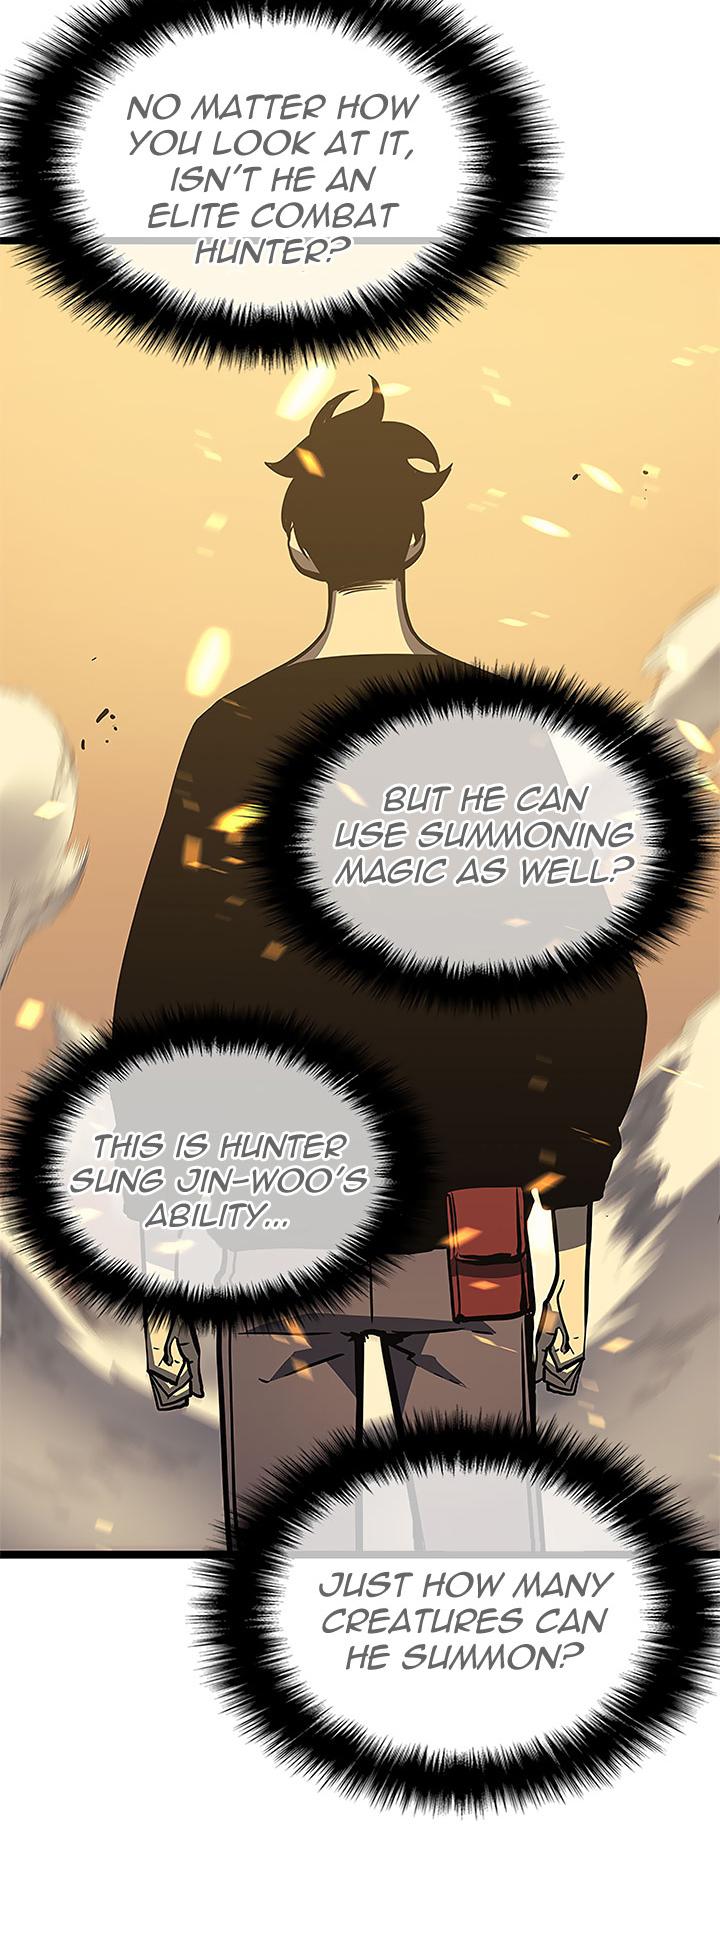 NO MATTER HOW
YOU LOOK AT IT,
ISN'T HE AN
ELITE COMBAT
HUNTER?
BUT HE CAN
USE SUMMONING
MAGIC AS WELL?
THIS IS HUNTER
SUNG JIN-WOO'S
ABILITY...
JUST HOW MANY
CREATURES CAN
HE SUMMON?